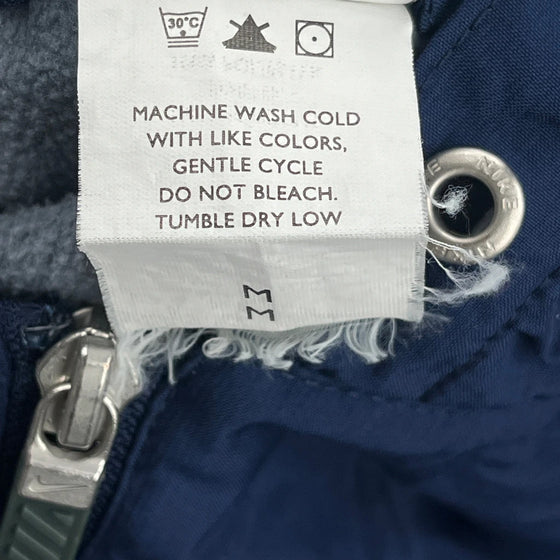 30°C
MACHINE WASH COLD
WITH LIKE COLORS,
GENTLE CYCLE
DO NOT BLEACH.
TUMBLE DRY LOW
M
M
NIKE